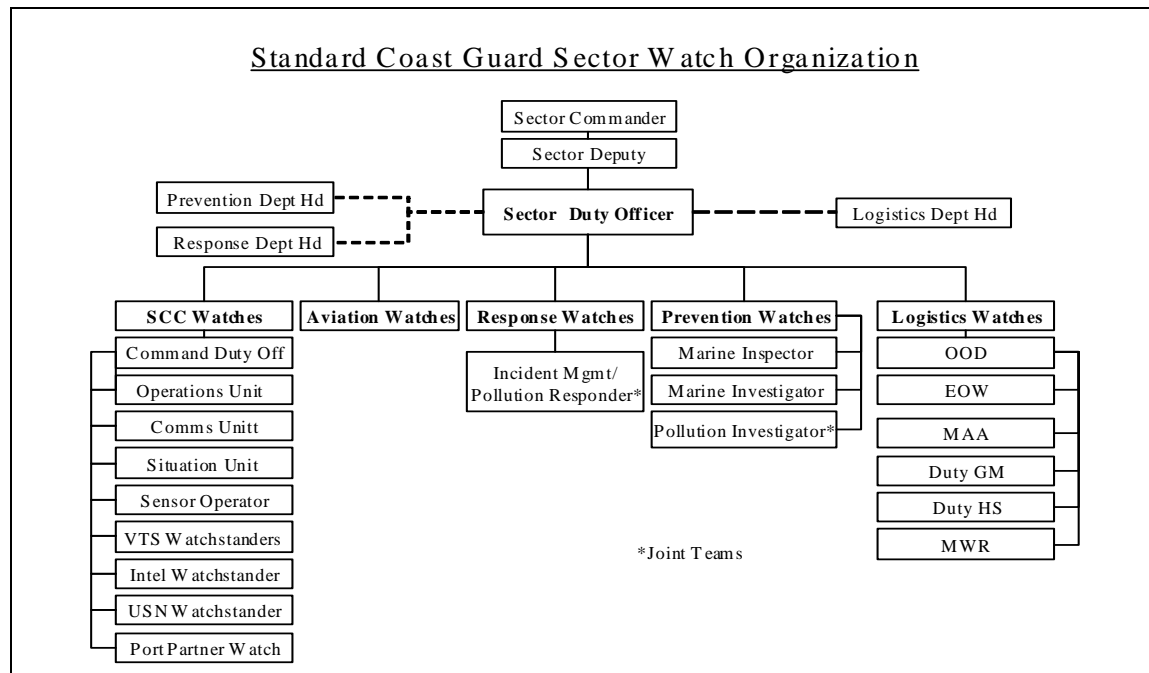 Standard Coast Guard Sector Watch Organization
Sector Commander
Sector Deputy
Prevention Dept Hd
Sector Duty Officer
Logistics Dept Hd
Response Dept Hd
SCC Watches
Command Duty Off
Operations Unit
Comms Unitt
Situation Unit
Sensor Operator
VTS Watchstanders
Intel Watchstander
USN Watchstander
Port Partner Watch
Aviation Watches
Response Watches
Incident Mgmt/
Pollution Responder*
Prevention Watches
Marine Inspector
Marine Investigator
Pollution Investigator*
Logistics Watches
OOD
EOW
MAA
Duty GM
Duty HS
MWR
*Joint Teams